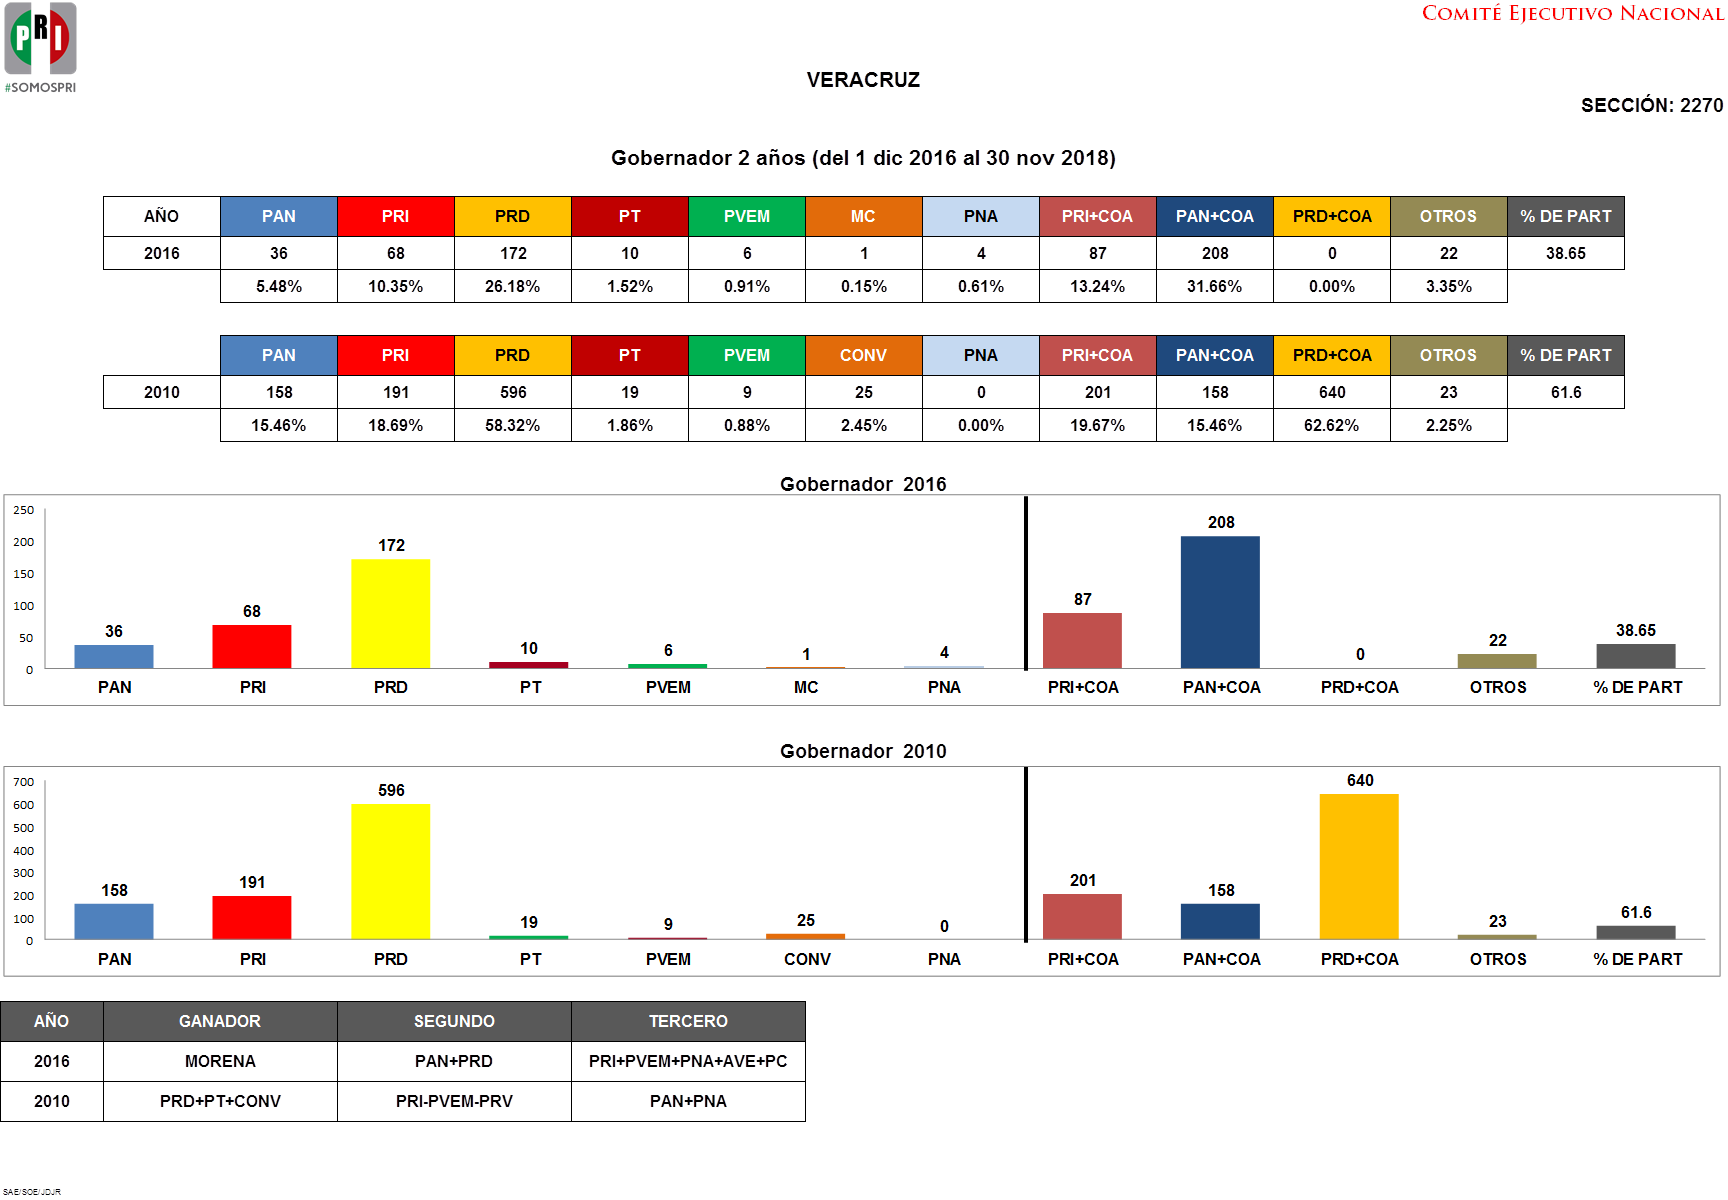 PRI
#SOMOSPRI
COMITÉ EJECUTIVO NACIONAL
VERACRUZ
SECCIÓN: 2270
Gobernador 2 años (del 1 dic 2016 al 30 nov 2018)
AÑO PAN PRI PRD PT PVEM MC PNA PRI+COA PAN+COA PRD+COA OTROS % DE PART
2016 36 68 172 10 6 1 4 87 208 0 22 38.65
5.48% 10.35% 26.18% 1.52% 0.91% 0.15% 0.61% 13.24% 31.66% 0.00% 3.35%
PAN PRI PRD PT PVEM CONV PNA PRI+COA PAN+COA PRD+COA OTROS % DE PART
2010 158 191 596 19 9 25 0 201 158 640 23 61.6
15.46% 18.69% 58.32% 1.86% 0.88% 2.45% 0.00% 19.67% 15.46% 62.62% 2.25%
Gobernador 2016
250
200
150
100
50
0
36 68 172 10 6 1 4 87 208 0 22 38.65
PAN PRI PRD PT PVEM MC PNA PRI+COA PAN+COA PRD+COA OTROS % DE PART
Gobernador 2010
700
600
500
400
300
200
100
0
158 191 596 19 9 25 0 201 158 640 23 61.6
PAN PRI PRD PT PVEM CONV PNA PRI+COA PAN+COA PRD+COA OTROS % DE PART
AÑO GANADOR SEGUNDO TERCERO
2016 MORENA PAN+PRD PRI+PVEM+PNA+AVE+PC
2010 PRD+PT+CONV PRI-PVEM-PRV PAN+PNA
SAE/SOE/JDJR